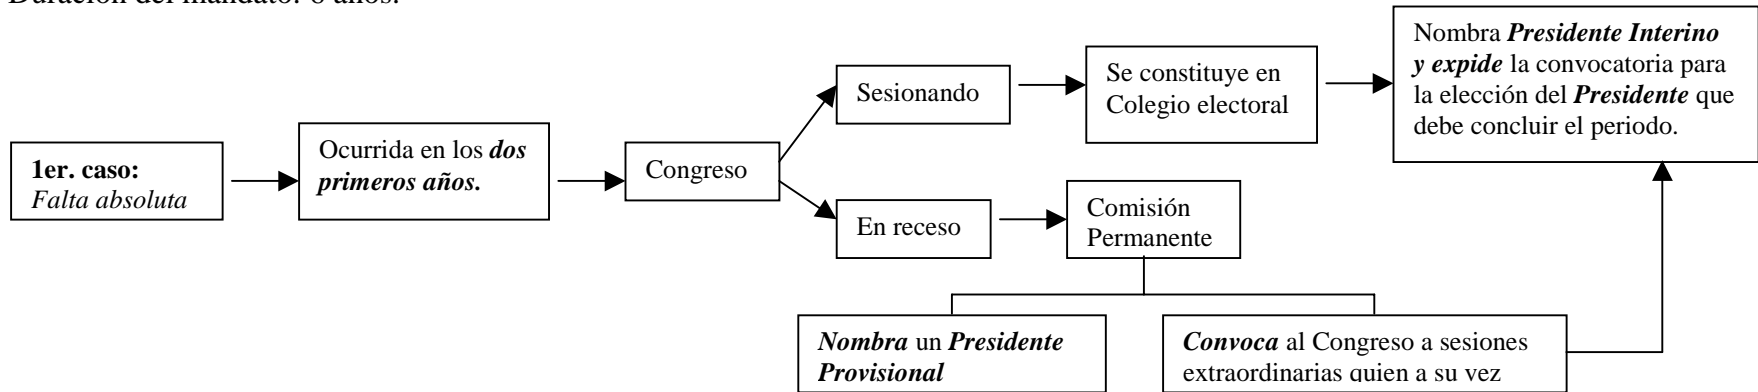 Duración del mandato: 6 años.
1er. caso:
Falta absoluta
Ocurrida en los dos
primeros años.
Congreso
Sesionando
Se constituye en
Colegio electoral
Nombra Presidente Interino
y expide la convocatoria para
la elección del Presidente que
debe concluir el periodo.
En receso
Comisión
Permanente
Nombra un Presidente
Provisional
Convoca al Congreso a sesiones
extraordinarias quien a su vez